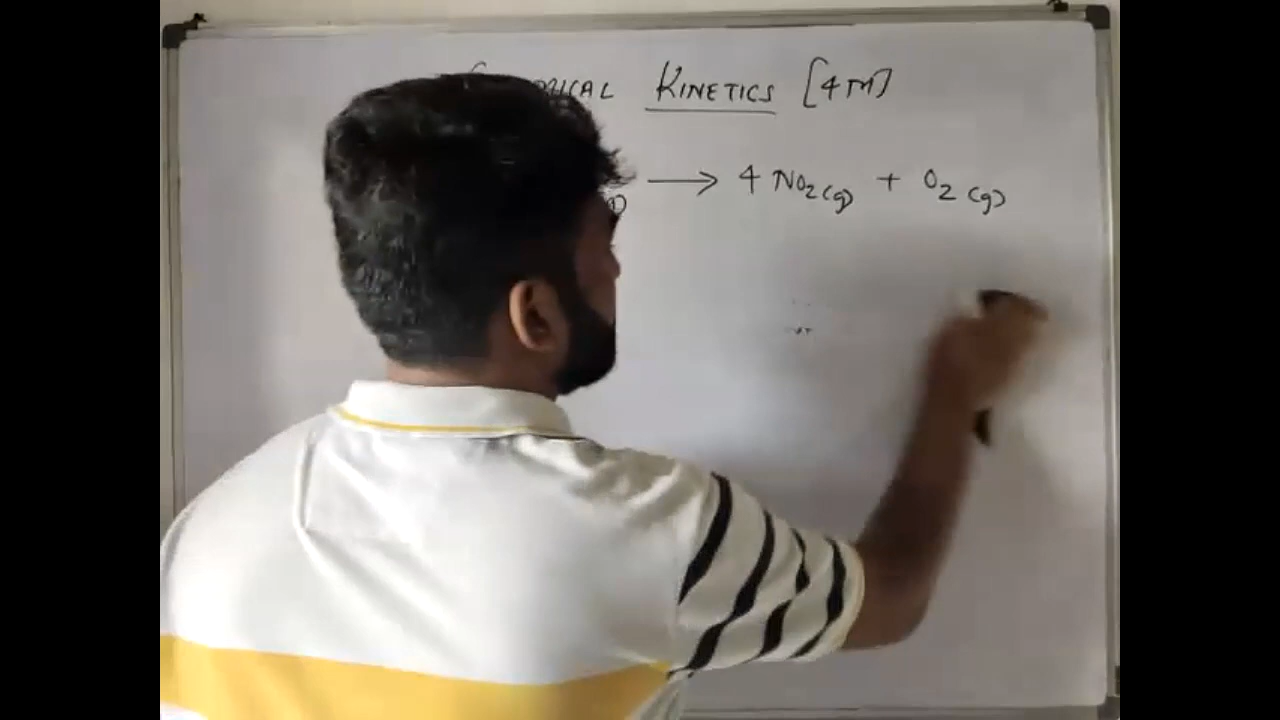 KINETICS [4M]
→ 4 NO₂(g) + O₂(g)